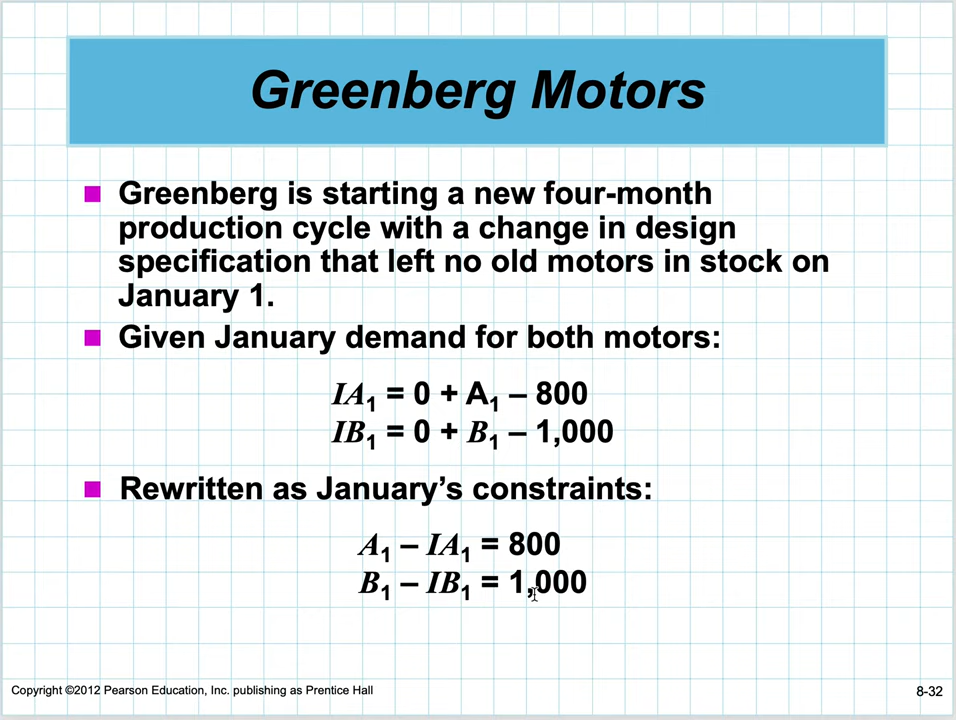 Greenberg Motors
Greenberg is starting a new four-month
production cycle with a change in design
specification that left no old motors in stock on
January 1.
Given January demand for both motors:
IA₁ = 0 + A₁ – 800
IB₁ = 0 + B₁ – 1,000
Rewritten as January’s constraints:
A₁ – IA₁ = 800
B₁ – IB₁ = 1,000
Copyright ©2012 Pearson Education, Inc. publishing as Prentice Hall
8-32